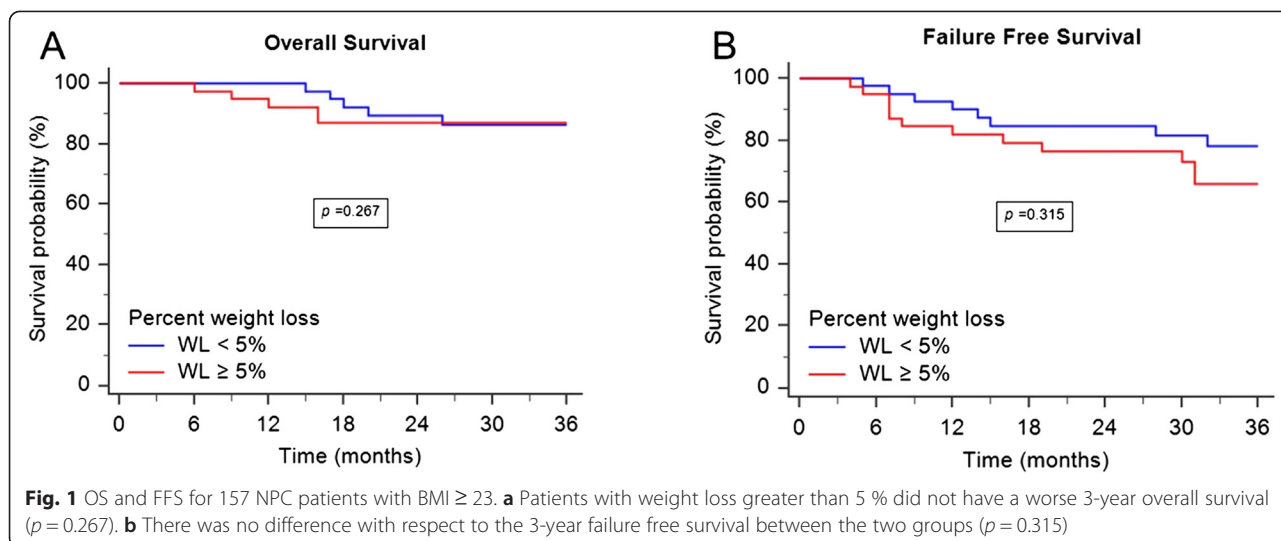 A
Overall Survival
Survival probability (%)
100
80
60
40
20
0
p =0.267
Percent weight loss
WL < 5%
WL ≥ 5%
0 6 12 18 24 30 36
Time (months)
B
Failure Free Survival
Survival probability (%)
100
80
60
40
20
0
p =0.315
Percent weight loss
WL < 5%
WL ≥ 5%
0 6 12 18 24 30 36
Time (months)
Fig. 1 OS and FFS for 157 NPC patients with BMI ≥ 23. a Patients with weight loss greater than 5 % did not have a worse 3-year overall survival
(p = 0.267). b There was no difference with respect to the 3-year failure free survival between the two groups (p = 0.315)